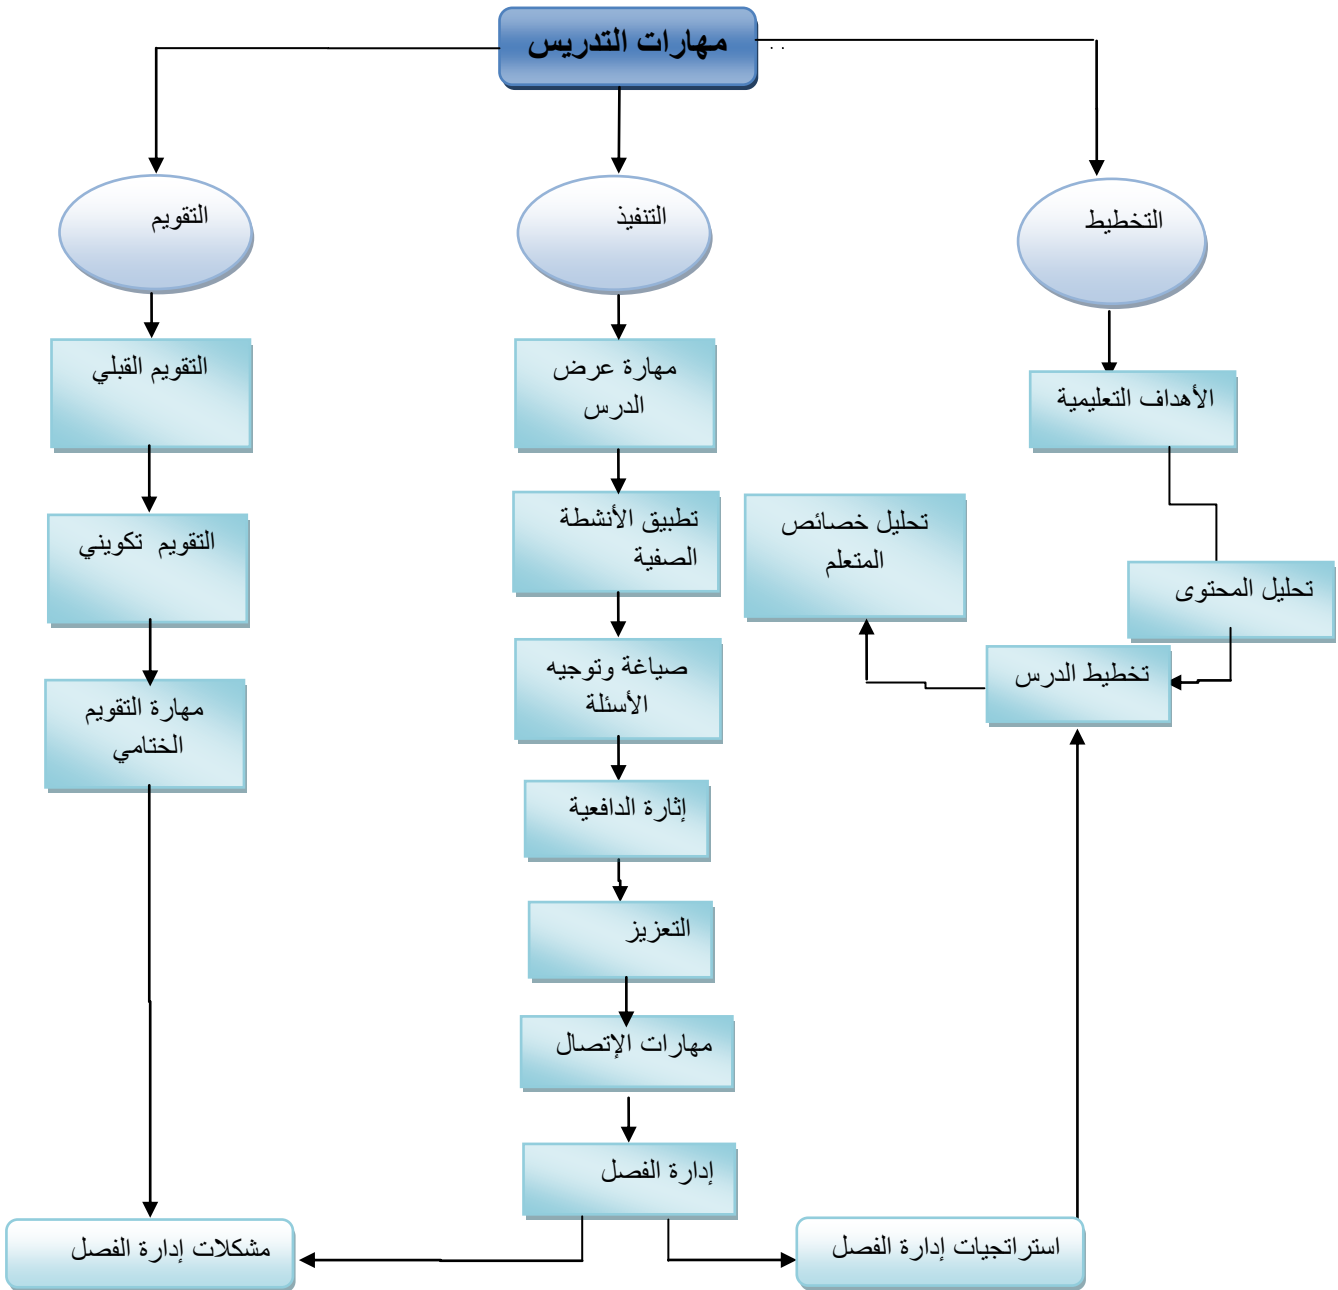 مهارات التدريس
التخطيط
التنفيذ
التقويم
الأهداف التعليمية
تحليل المحتوى
تخطيط الدرس
تحليل خصائص
المتعلم
مهارة عرض
الدرس
تطبيق الأنشطة
الصفية
صياغة وتوجيه
الأسئلة
إثارة الدافعية
التعزيز
مهارات الإتصال
إدارة الفصل
التقويم القبلي
التقويم تكويني
مهارة التقويم
الختامي
استراتجيات إدارة الفصل
مشكلات إدارة الفصل